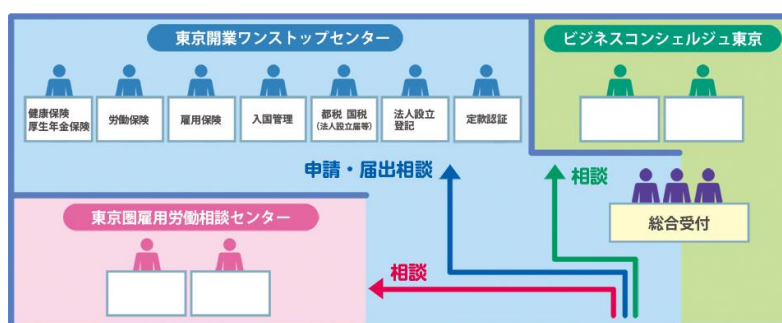 東京開業ワンストップセンター
ビジネスコンシェルジュ東京
健康保険
厚生年金保険
労働保険
雇用保険
入国管理
都税 国税
(法人設立届等)
法人設立
登記
定款認証
申請・届出相談
相談
総合受付
東京圏雇用労働相談センター
相談